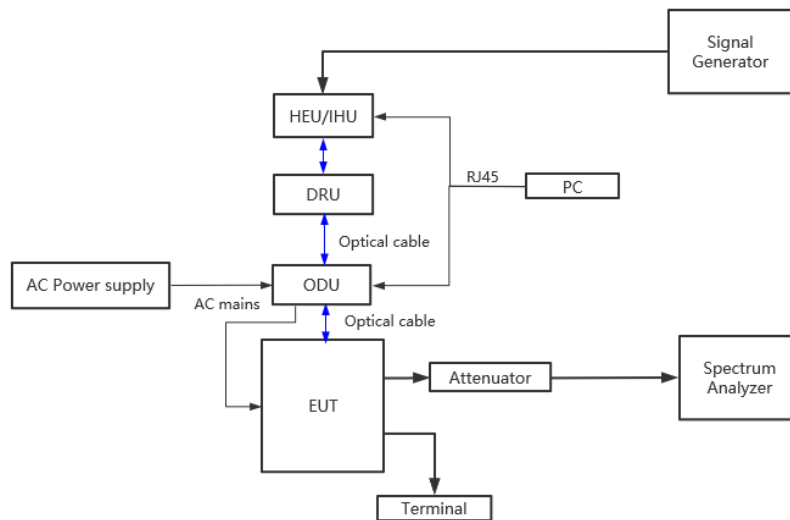 Signal
Generator
HEU/IHU
RJ45
PC
DRU
Optical cable
AC Power supply
AC mains
ODU
Optical cable
EUT
Attenuator
Spectrum
Analyzer
Terminal